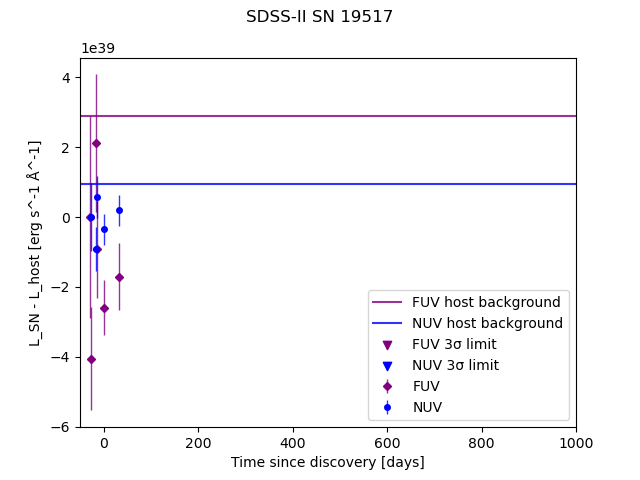 SDSS-II SN 19517
1e39
4
2
0
−2
−4
−6
L_SN - L_host [erg s^-1 Å^-1]
FUV host background
NUV host background
FUV 3σ limit
NUV 3σ limit
FUV
NUV
0 200 400 600 800 1000
Time since discovery [days]